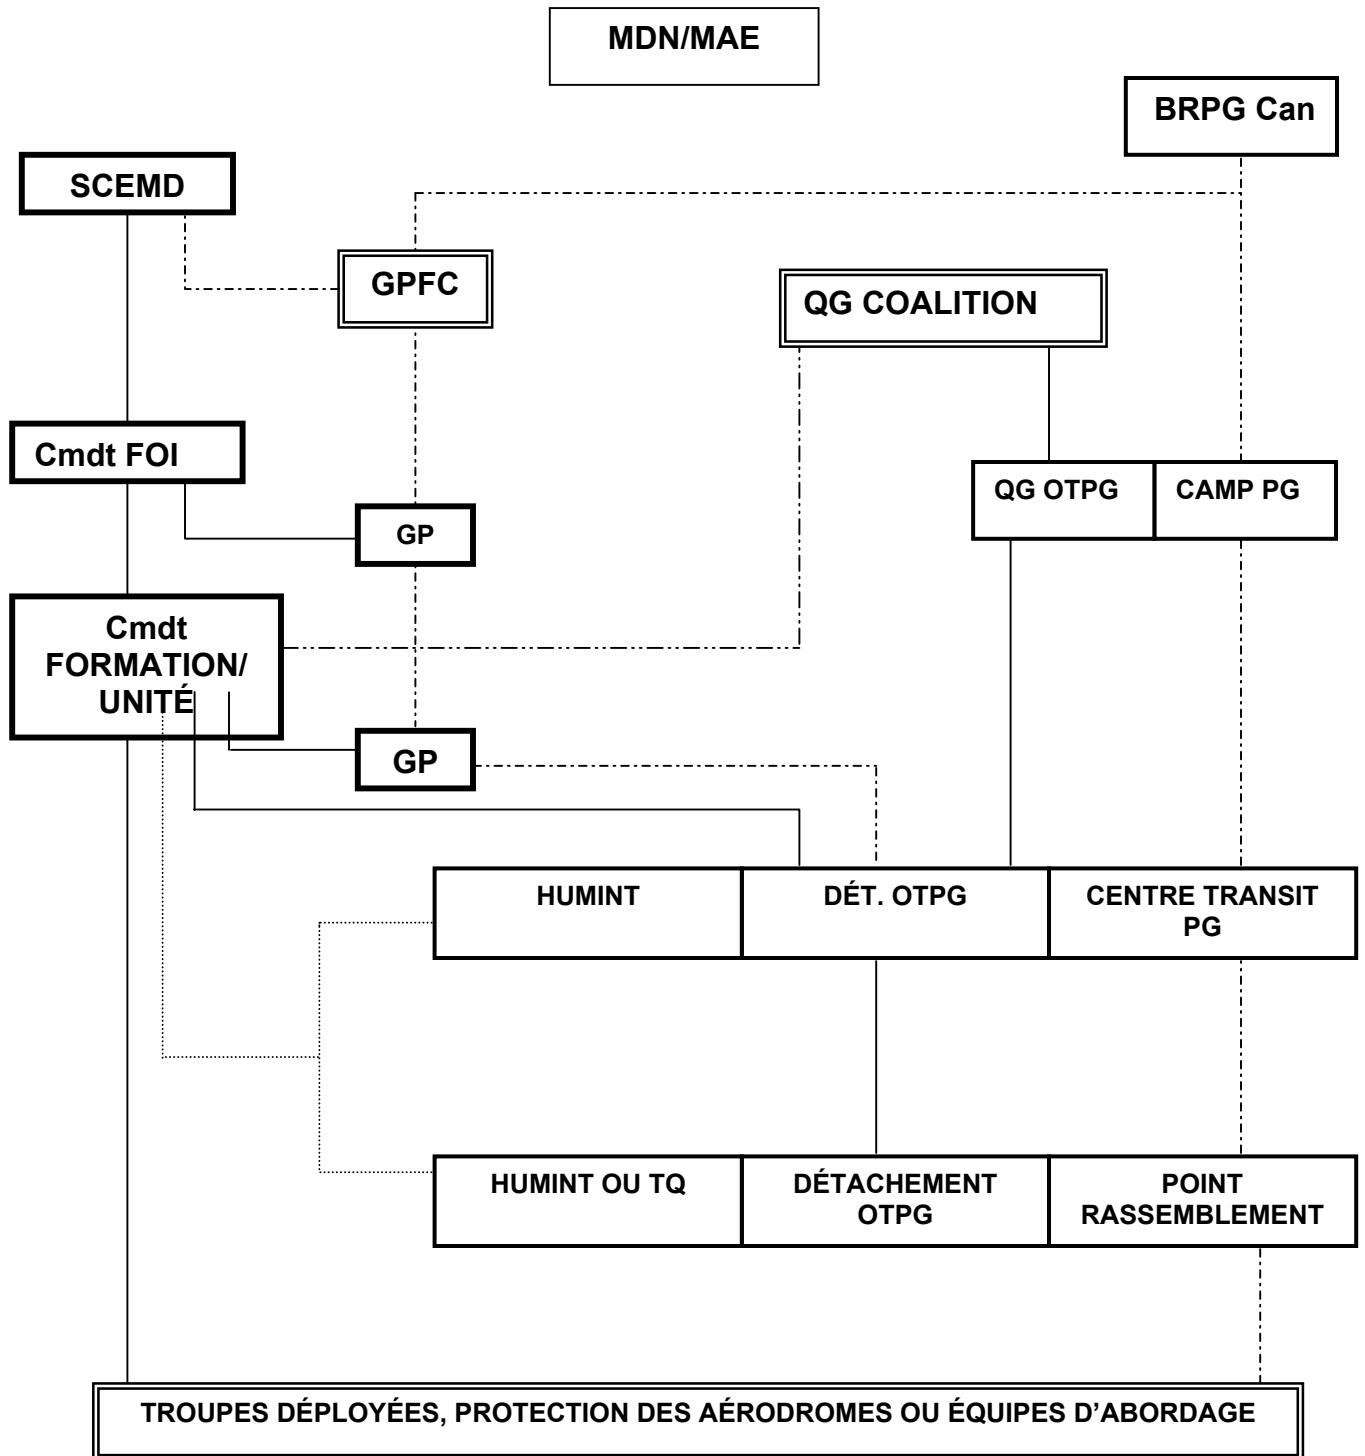 MDN/MAE
BRPG Can
SCEMD
GPFC
QG COALITION
Cmdt FOI
QG OTPG
CAMP PG
GP
Cmdt
FORMATION/
UNITÉ
GP
HUMINT
DÉT. OTPG
CENTRE TRANSIT
PG
HUMINT OU TQ
DÉTACHEMENT
OTPG
POINT
RASSEMBLEMENT
TROUPES DÉPLOYÉES, PROTECTION DES AÉRODROMES OU ÉQUIPES D’ABORDAGE